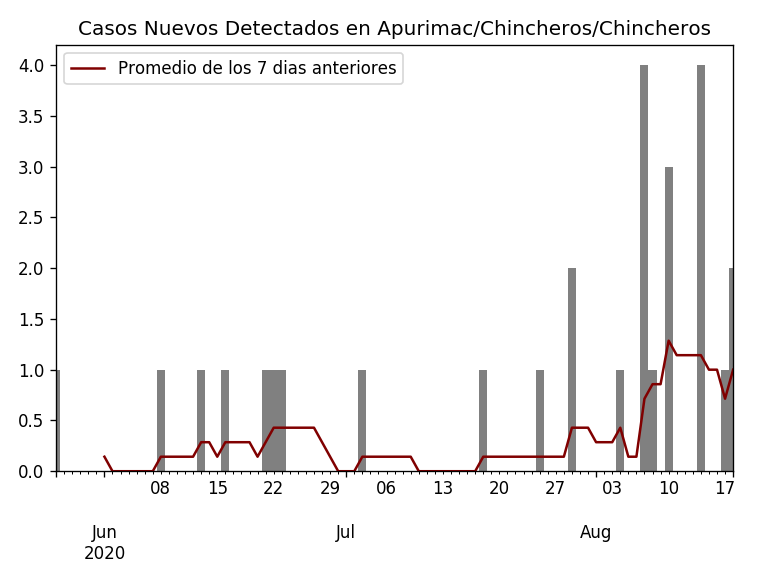 Casos Nuevos Detectados en Apurimac/Chincheros/Chincheros
Promedio de los 7 dias anteriores
4.0
3.5
3.0
2.5
2.0
1.5
1.0
0.5
0.0
08 15 22 29 06 13 20 27 03 10 17
Jun Jul Aug
2020